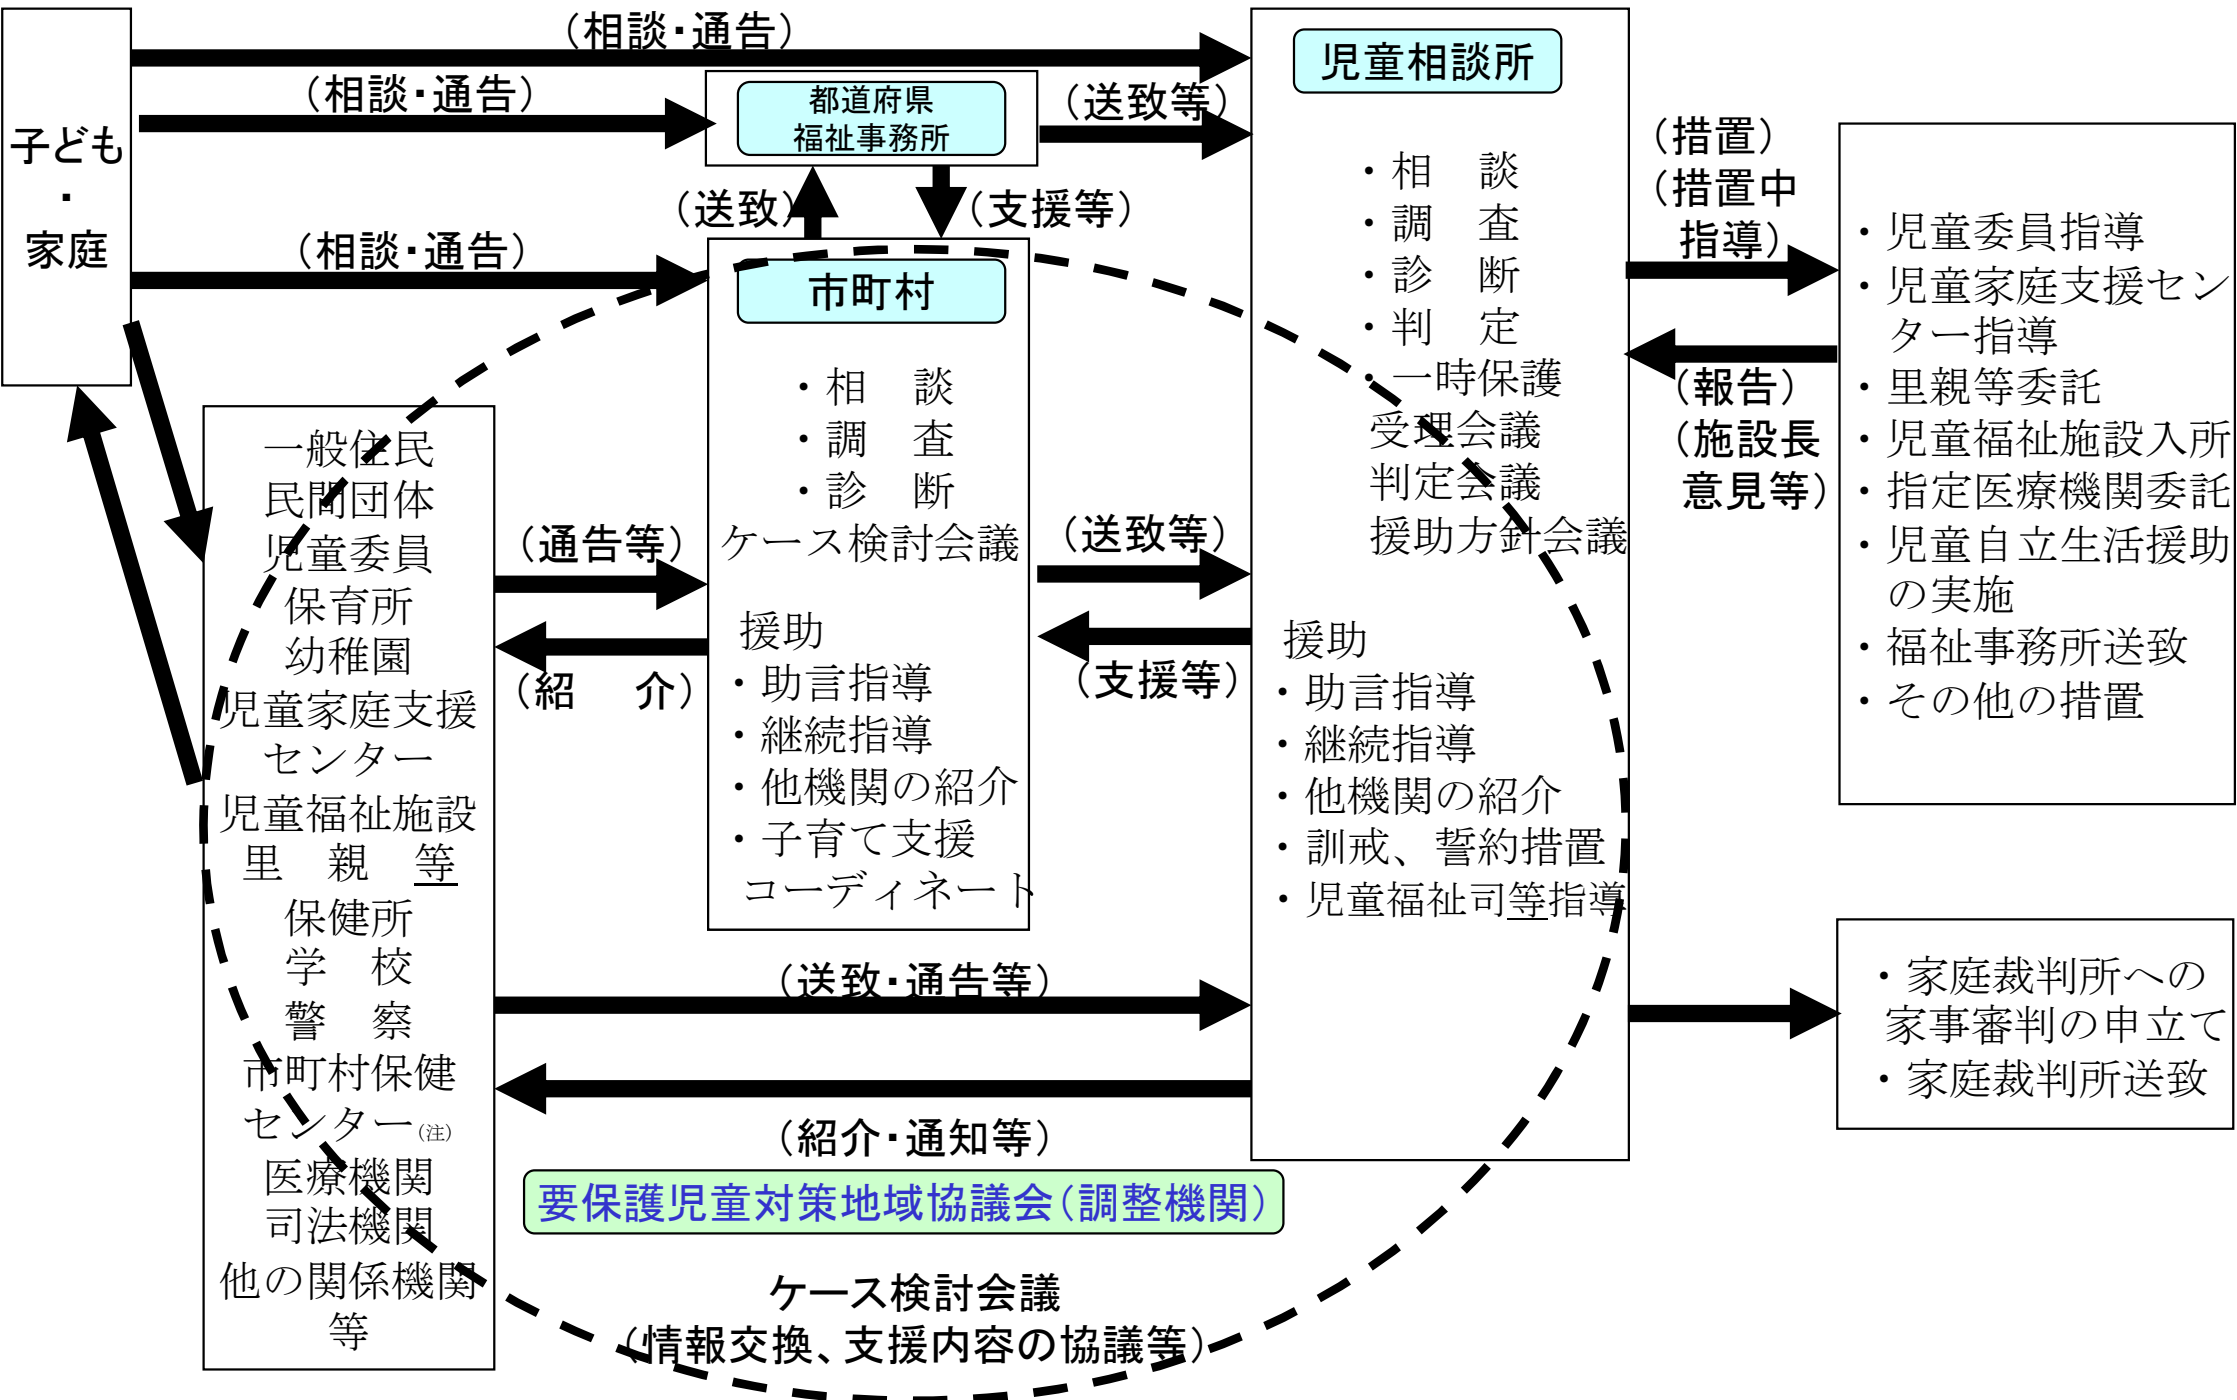 子ども
・
家庭
（相談・通告）
（相談・通告）
（相談・通告）
都道府県
福祉事務所
（送致等）
（送致）
（支援等）
市町村
・相　談
・調　査
・診　断
ケース検討会議
援助
・助言指導
・継続指導
・他機関の紹介
・子育て支援
コーディネート
一般住民
民間団体
児童委員
保育所
幼稚園
児童家庭支援
センター
児童福祉施設
里　親　等
保健所
学　校
警　察
市町村保健
センター（注）
医療機関
司法機関
他の関係機関
等
（通告等）
（紹　介）
（送致等）
（支援等）
（送致・通告等）
（紹介・通知等）
児童相談所
・相　談
・調　査
・診　断
・判　定
・一時保護
受理会議
判定会議
援助方針会議
援助
・助言指導
・継続指導
・他機関の紹介
・訓戒、誓約措置
・児童福祉司等指導
（措置）
（措置中
指導）
（報告）
（施設長
意見等）
・児童委員指導
・児童家庭支援セン
ター指導
・里親等委託
・児童福祉施設入所
・指定医療機関委託
・児童自立生活援助
の実施
・福祉事務所送致
・その他の措置
・家庭裁判所への
家事審判の申立て
・家庭裁判所送致
要保護児童対策地域協議会（調整機関）
ケース検討会議
（情報交換、支援内容の協議等）